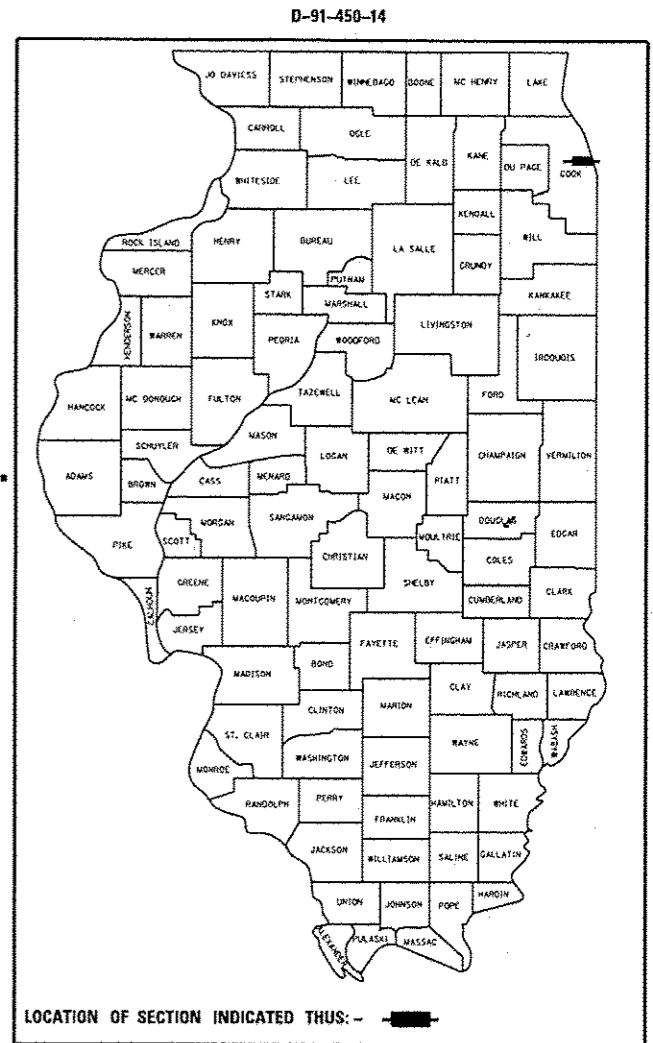 D-91-450-14
JO DAVIESS STEPHENSON WINNEBAGO BOONE MC HENRY LAKE
CARROLL OGLE
DE KALB KANE DU PAGE COOK
WHITESIDE LEE
KENDALL WILL
ROCK ISLAND HENRY BUREAU LA SALLE GRUNDY
MERCER PUTNAM
STARK MARSHALL KANKAKEE
HENDERSON WARREN KNOX PEORIA WOODFORD LIVINGSTON IROQUOIS
HANCOCK MC DONOUGH FULTON TAZEWELL MC LEAN FORD
MASON
SCHUYLER LOGAN DE WITT CHAMPAIGN VERMILION
ADAMS BROWN CASS MENARD MACON PIATT
*
MORGAN SANGAMON DOUGLAS
PIKE SCOTT CHRISTIAN MOULTRIE EDGAR
COLES
GREENE MACOUPIN MONTGOMERY SHELBY CUMBERLAND CLARK
CALHOUN JERSEY
FAYETTE EFFINGHAM JASPER CRAWFORD
MADISON BOND CLAY RICHLAND LAWRENCE
CLINTON MARION
ST. CLAIR WAYNE EDWARDS WABASH
WASHINGTON JEFFERSON
MONROE
RANDOLPH PERRY HAMILTON WHITE
FRANKLIN
JACKSON WILLIAMSON SALINE GALLATIN
UNION JOHNSON POPE HARDIN
ALEXANDER PULASKI MASSAC
LOCATION OF SECTION INDICATED THUS: -